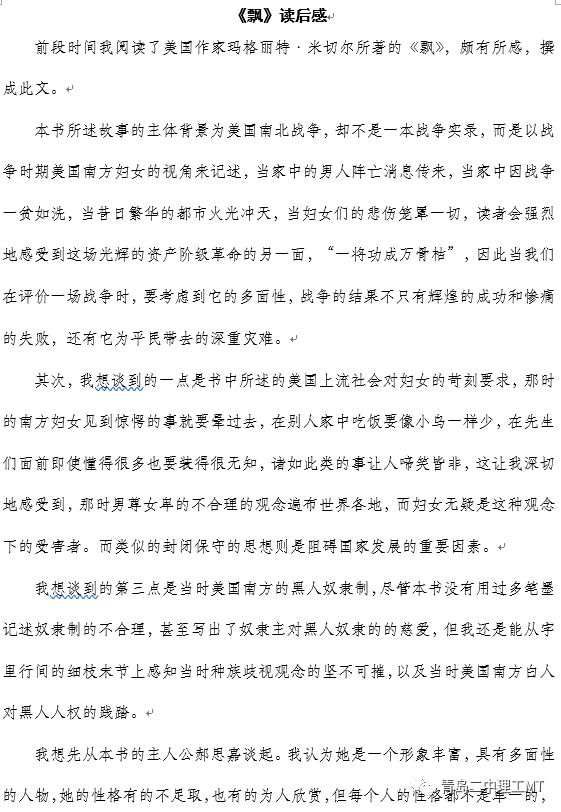 《飘》读后感
前段时间我阅读了美国作家玛格丽特·米切尔所著的《飘》，颇有所感，撰
成此文。
本书所述故事的主体背景为美国南北战争，却不是一本战争实录，而是以战
争时期美国南方妇女的视角来记述，当家中的男人阵亡消息传来，当家中因战争
一贫如洗，当昔日繁华的都市火光冲天，当妇女们的悲伤笼罩一切，读者会强烈
地感受到这场光辉的资产阶级革命的另一面，“一将功成万骨枯”，因此当我们
在评价一场战争时，要考虑到它的多面性，战争的结果不只有辉煌的成功和惨痛
的失败，还有它为平民带去的深重灾难。
其次，我想谈到的一点是书中所述的美国上流社会对妇女的苛刻要求，那时
的南方妇女见到惊愕的事就要晕过去，在别人家中吃饭要像小鸟一样少，在先生
们面前即使懂得很多也要装得很无知，诸如此类的事让人啼笑皆非，这让我深切
地感受到，那时男尊女卑的不合理的观念遍布世界各地，而妇女无疑是这种观念
下的受害者。而类似的封闭保守的思想则是阻碍国家发展的重要因素。
我想谈到的第三点是当时美国南方的黑人奴隶制，尽管本书没有用过多笔墨
记述奴隶制的不合理，甚至写出了奴隶主对黑人奴隶的的慈爱，但我还是能从字
里行间的细枝末节上感知当时种族歧视观念的坚不可摧，以及当时美国南方白人
对黑人人权的践踏。
我想先从本书的主人公郝思嘉谈起。我认为她是一个形象丰富，具有多面性
的人物，她的性格有的不足取，也有的为人欣赏，但每个人的性格都不是单一的，
青岛二中理工MT